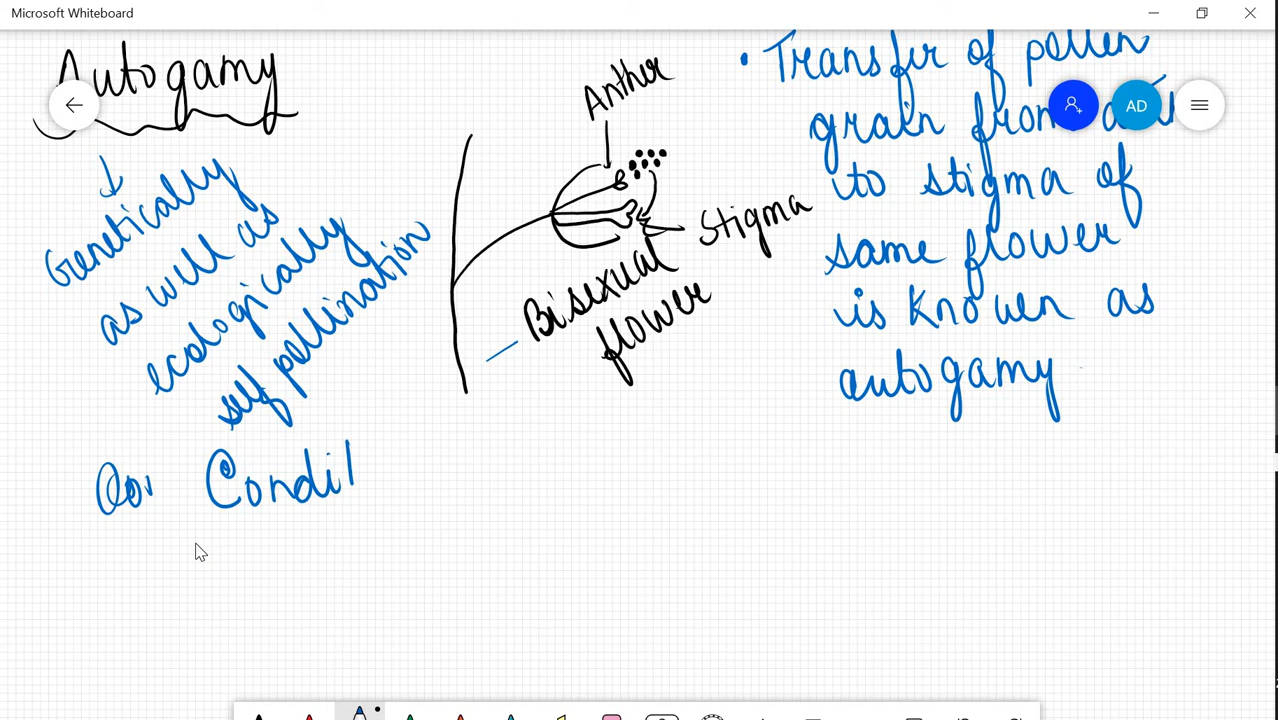 Microsoft Whiteboard
Autogamy
Genetically
as well as
ecologically
self pollination
Condit
Anther
Stigma
Bisexual
flower
• Transfer of pollen
grain from
to stigma of
same flower
is known as
autogamy
AD